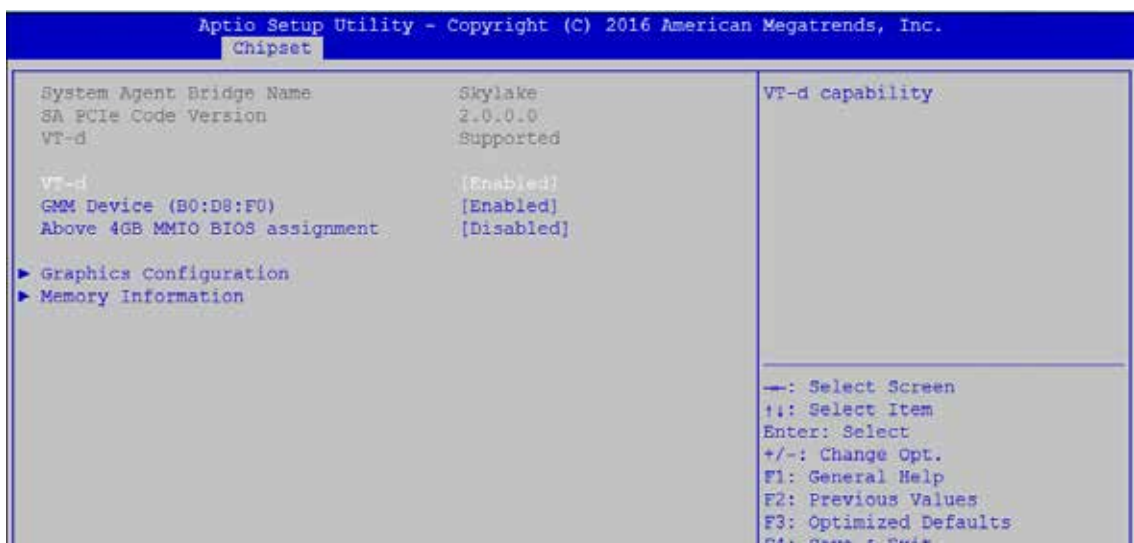 Aptio Setup Utility - Copyright (C) 2016 American Megatrends, Inc.
Chipset
System Agent Bridge Name Skylake
SA PCIe Code Version 2.0.0.0
VT-d Supported
VT-d [Enabled]
GMM Device (B0:D8:F0) [Enabled]
Above 4GB MMIO BIOS assignment [Disabled]
► Graphics Configuration
► Memory Information
VT-d capability
→←: Select Screen
↑↓: Select Item
Enter: Select
+/-: Change Opt.
F1: General Help
F2: Previous Values
F3: Optimized Defaults
F4: Save & Exit